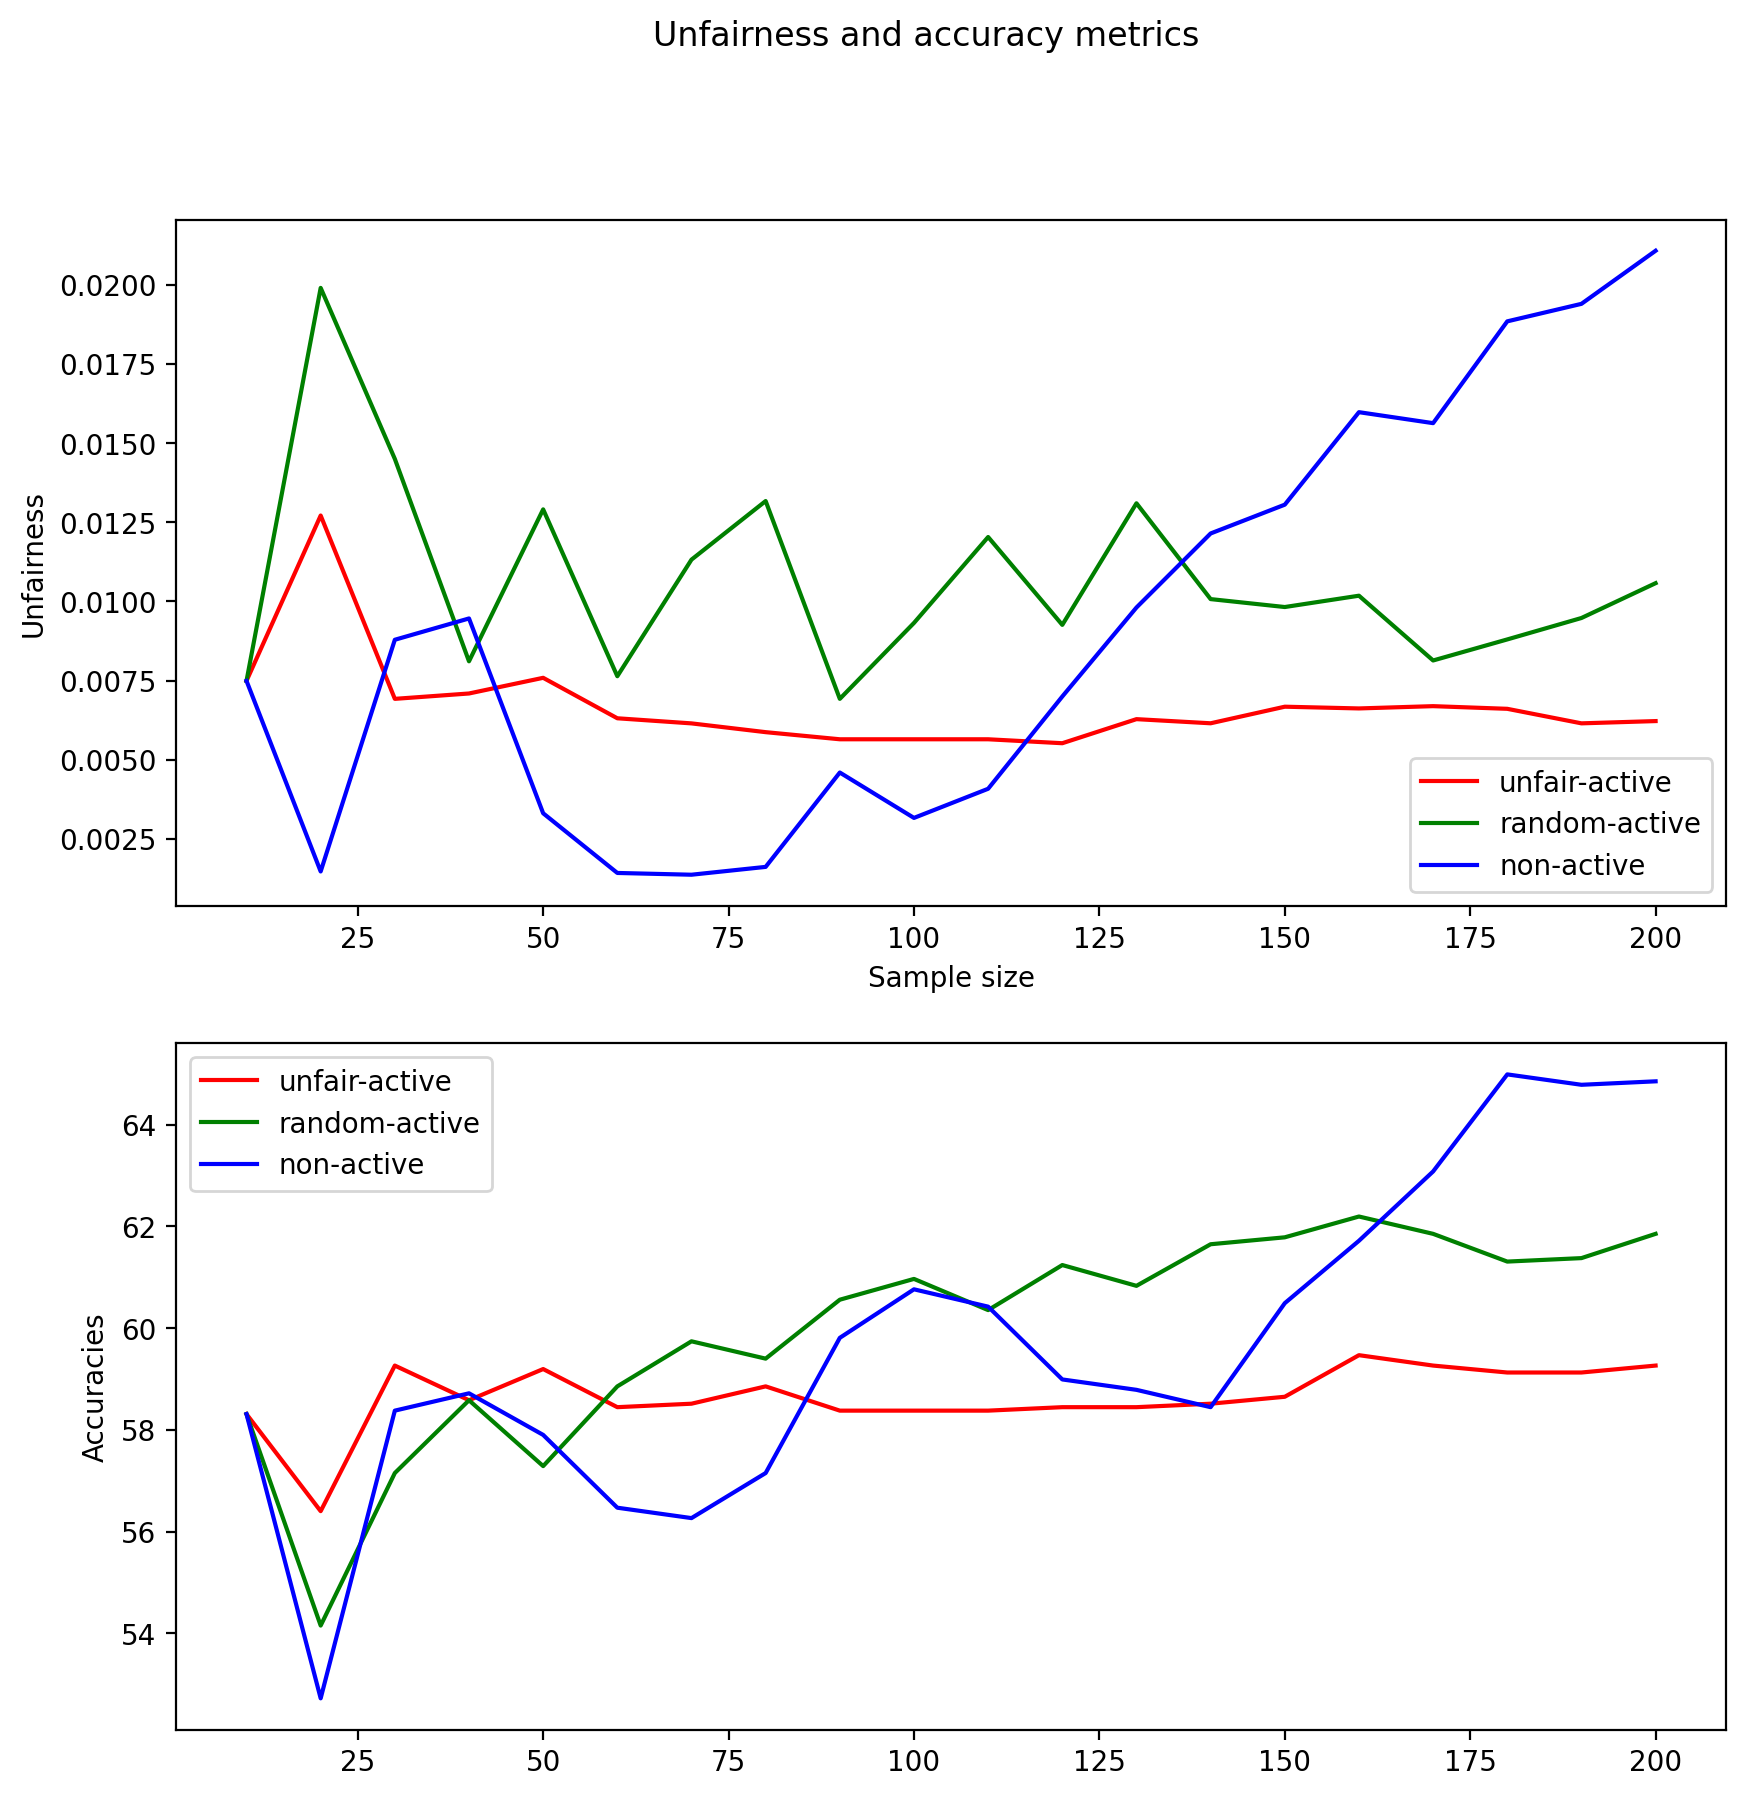 Unfairness and accuracy metrics
Unfairness
0.0200
0.0175
0.0150
0.0125
0.0100
0.0075
0.0050
0.0025
unfair-active
random-active
non-active
25 50 75 100 125 150 175 200
Sample size
Accuracies
64
62
60
58
56
54
unfair-active
random-active
non-active
25 50 75 100 125 150 175 200